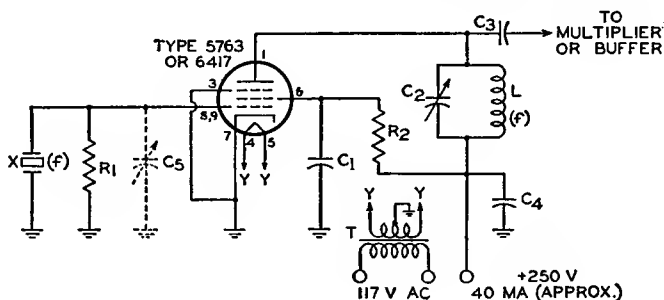 TYPE 5763
OR 6417
1
3
8,9
7
4
5
6
Y Y
X
(f)
R1
C5
C1
R2
C2
L
(f)
C3
TO
MULTIPLIER
OR BUFFER
C4
Y Y
T
117 V AC
+250 V
40 MA (APPROX.)